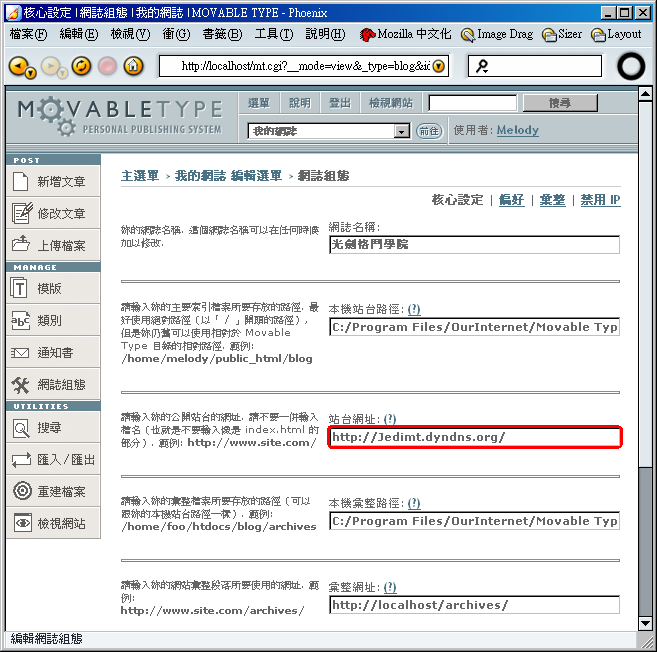 核心設定 | 網誌組態 | 我的網誌 | MOVABLE TYPE - Phoenix
檔案(F) 編輯(E) 檢視(V) 衝(G) 書籤(B) 工具(T) 說明(H) Mozilla 中文化 Image Drag Sizer Layout
http://localhost/mt.cgi?__mode=view&_type=blog&id
MOVABLETYPE
PERSONAL PUBLISHING SYSTEM
選單 說明 登出 檢視網站 搜尋
我的網誌 前往 使用者: Melody
POST
新增文章
修改文章
上傳檔案
MANAGE
模版
類別
通知書
網誌組態
UTILITIES
搜尋
匯入/匯出
重建檔案
檢視網站
主選單 > 我的網誌 編輯選單 > 網誌組態
核心設定 | 偏好 | 彙整 | 禁用 IP
妳的網誌名稱. 這個網誌名稱可以在任何時候
加以修改.
網誌名稱:
光劍格鬥學院
請輸入妳的主要索引檔案所要存放的路徑. 最
好使用絕對路徑 (以「 / 」開頭的路徑),
但是妳仍舊可以使用相對於 Movable
Type 目錄的相對路徑. 範例:
/home/melody/public_html/blog
本機站台路徑: (?)
C:/Program Files/OurInternet/Movable Typ
請輸入妳的公開站台的網址. 請不要一併輸入
檔名 (也就是不要輸入像是 index.html 的
部分) . 範例: http://www.site.com/
站台網址: (?)
http://Jedimt.dyndns.org/
請輸入妳的彙整檔案所要存放的路徑 (可以
跟妳的本機站台路徑一樣) . 範例:
/home/foo/htdocs/blog/archives
本機彙整路徑: (?)
C:/Program Files/OurInternet/Movable Typ
請輸入妳的網站彙整段落所要使用的網址. 範
例:
http://www.site.com/archives/
彙整網址: (?)
http://localhost/archives/
編輯網誌組態